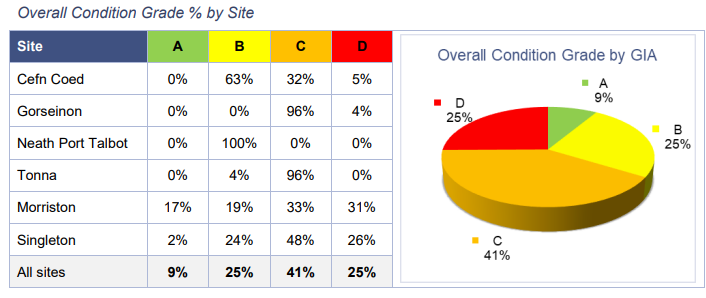 Overall Condition Grade % by Site
Site A B C D
Cefn Coed 0% 63% 32% 5%
Gorseinon 0% 0% 96% 4%
Neath Port Talbot 0% 100% 0% 0%
Tonna 0% 4% 96% 0%
Morriston 17% 19% 33% 31%
Singleton 2% 24% 48% 26%
All sites 9% 25% 41% 25%
Overall Condition Grade by GIA
A
9%
D
25%
B
25%
C
41%